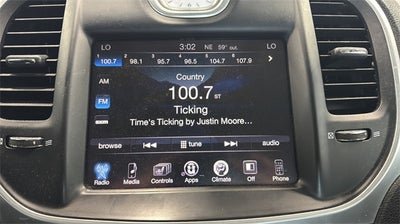 LO 3:02 NE 59° out. LO
100.7 98.1 95.7 96.5 104.7 107.9
AM
FM
Country
100.7 ST
Ticking
Time's Ticking by Justin Moore...
browse tune audio
Radio Media Controls Apps Climate Off Phone